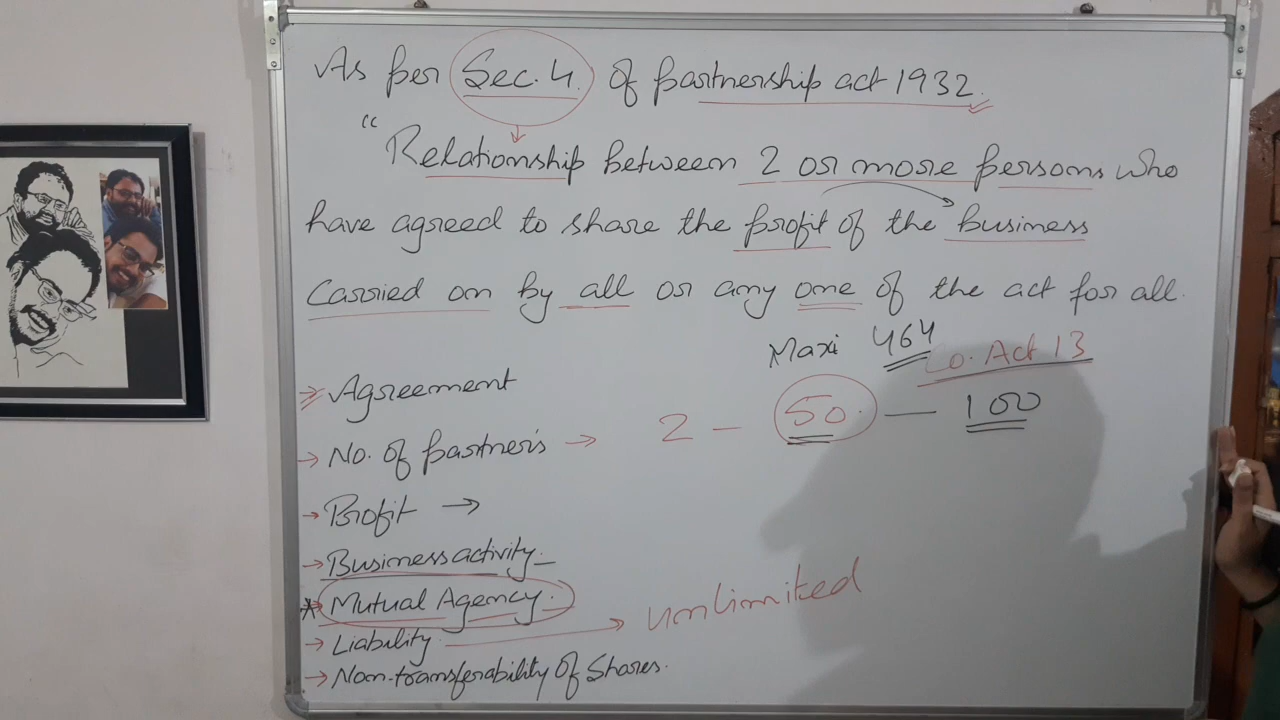 As per Sec. 4. of partnership act 1932.
“Relationship between 2 or more persons who
have agreed to share the profit of the business
Carried on by all or any one of the act for all.
Maxi 464
Co. Act 13
Agreement
2 - 50. - 100
No. of partner's
Profit
Business activity
Mutual Agency.
unlimited
Liability
Non-transferability of Shares.